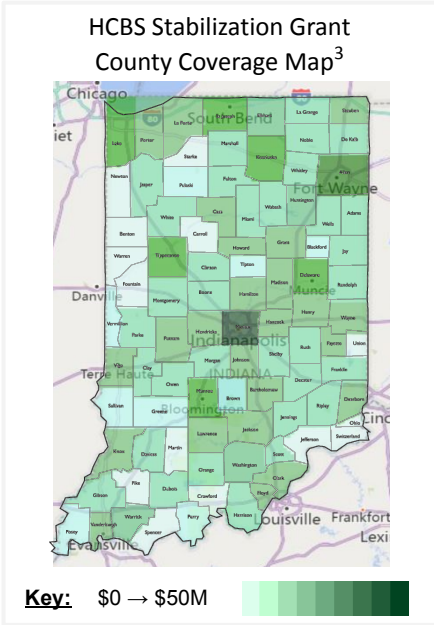 HCBS Stabilization Grant
County Coverage Map3
Chicago
iet
South Bend
La Porte
La Grange
Steuben
Lake
Porter
Noble
De Kalb
Marshall
Kosciusko
Starke
Whitley
Newton
Jasper
Pulaski
Fulton
Fort Wayne
Huntington
Wabash
Miami
Cass
White
Wells
Adams
Benton
Carroll
Howard
Grant
Blackford
Jay
Warren
Tippecanoe
Clinton
Tipton
Delaware
Muncie
Randolph
Madison
Hamilton
Fountain
Danville
Montgomery
Boone
Henry
Wayne
Vermillion
Parke
Putnam
Hendricks
Marion
Hancock
Indianapolis
Fayette
Union
Rush
Shelby
Morgan
Johnson
Franklin
Vigo
Clay
Terre Haute
INDIANA
Owen
Monroe
Brown
Bartholomew
Decatur
Dearborn
Ripley
Sullivan
Greene
Bloomington
Jennings
Ohio
Cinc
Jackson
Lawrence
Jefferson
Switzerland
Knox
Daviess
Martin
Orange
Washington
Scott
Clark
Gibson
Pike
Dubois
Crawford
Floyd
Harrison
Louisville
Frankfort
Lexi
Posey
Vanderburgh
Warrick
Spencer
Perry
Evansville
Key: $0 → $50M